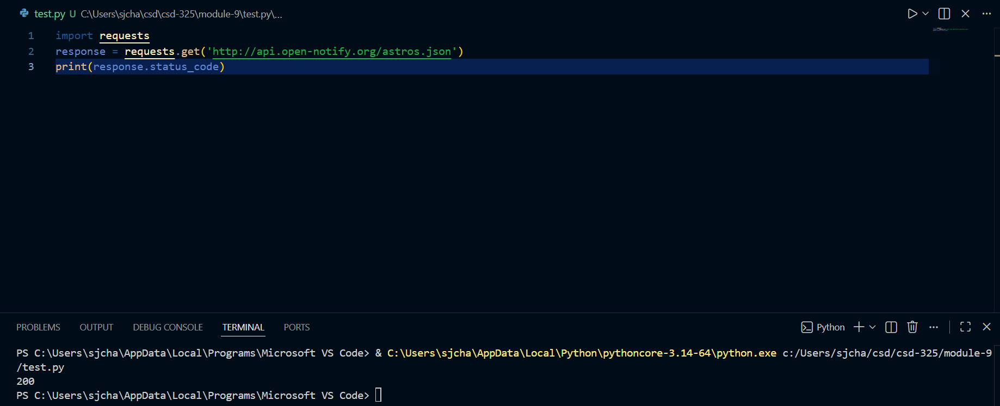 test.py U C:\Users\sjcha\csd\csd-325\module-9\test.py\...
1 import requests
2 response = requests.get('http://api.open-notify.org/astros.json')
3 print(response.status_code)
PROBLEMS OUTPUT DEBUG CONSOLE TERMINAL PORTS Python
PS C:\Users\sjcha\AppData\Local\Programs\Microsoft VS Code> & C:\Users\sjcha\AppData\Local\Python\pythoncore-3.14-64\python.exe c:/Users/sjcha/csd/csd-325/module-9
/test.py
200
PS C:\Users\sjcha\AppData\Local\Programs\Microsoft VS Code>